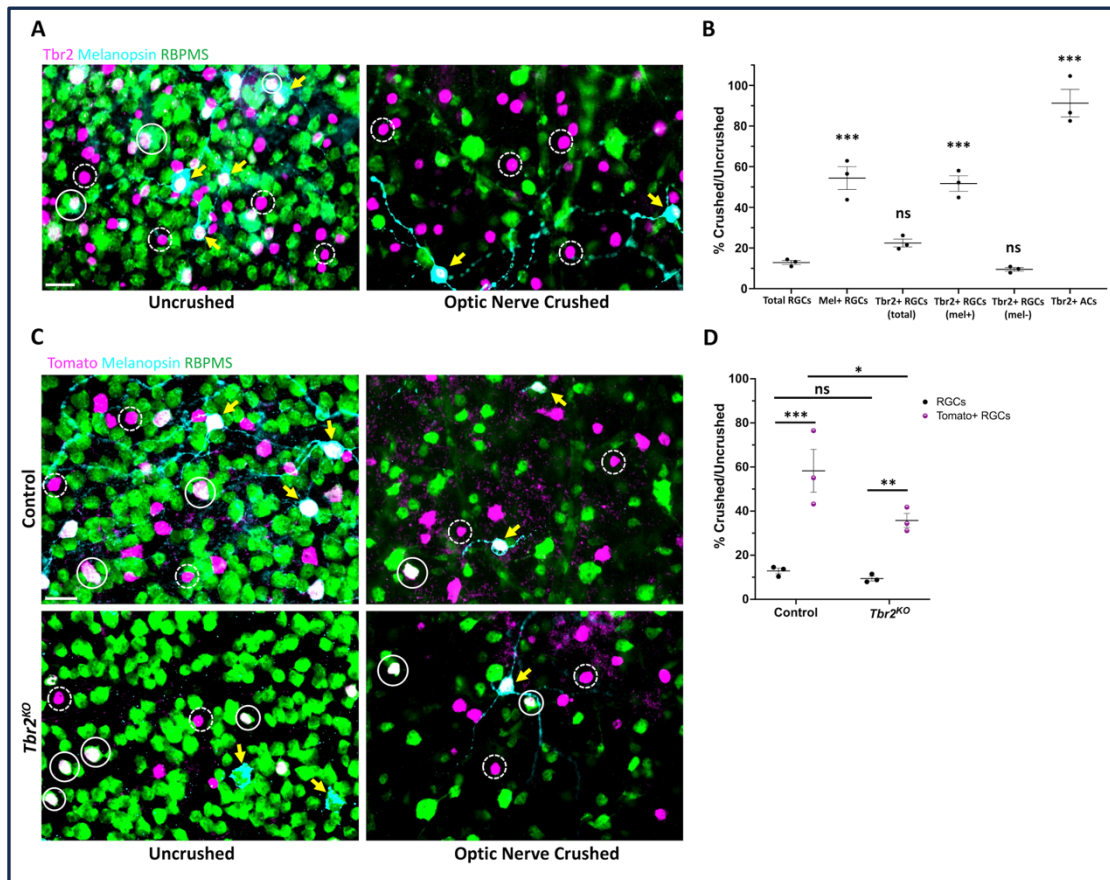 A
Tbr2 Melanopsin RBPMS
Uncrushed
Optic Nerve Crushed
B
% Crushed/Uncrushed
100
80
60
40
20
0
***
ns
***
ns
***
Total RGCs
Mel+ RGCs
Tbr2+ RGCs
(total)
Tbr2+ RGCs
(mel+)
Tbr2+ RGCs
(mel-)
Tbr2+ ACs
C
Tomato Melanopsin RBPMS
Control
Tbr2KO
Uncrushed
Optic Nerve Crushed
D
% Crushed/Uncrushed
100
80
60
40
20
0
*
ns
***
**
RGCs
Tomato+ RGCs
Control
Tbr2KO